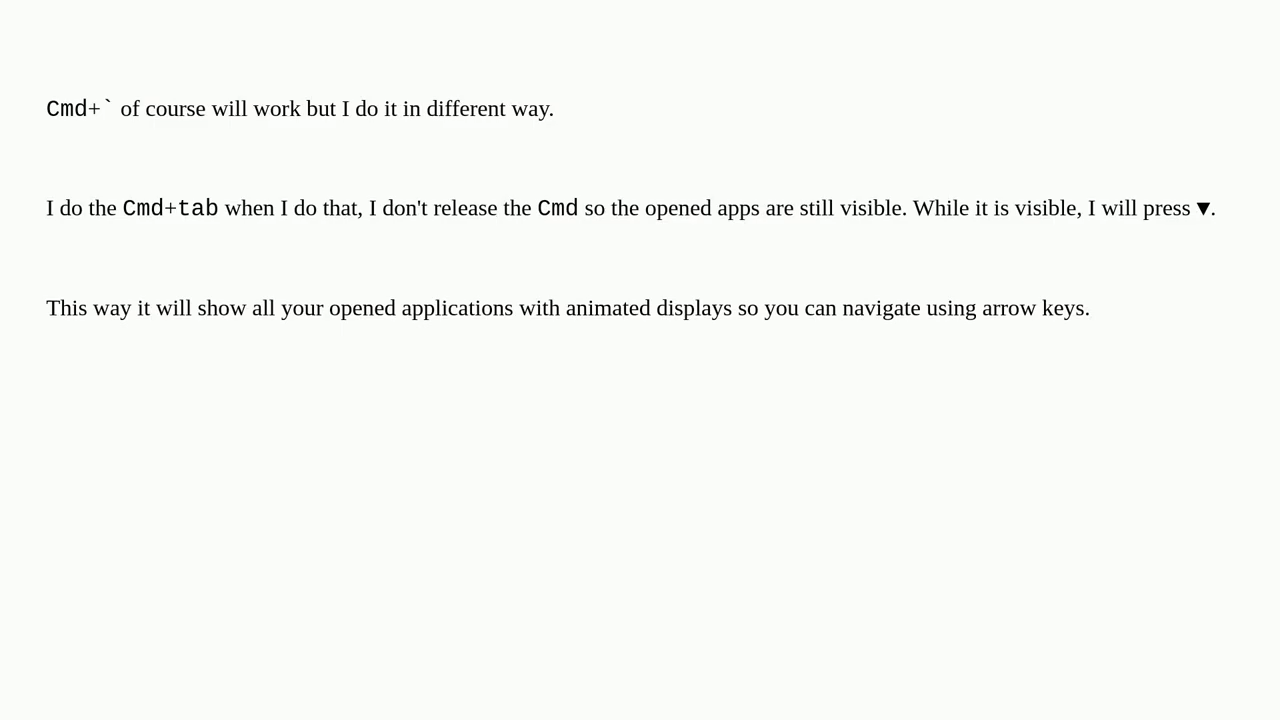 Cmd+` of course will work but I do it in different way.
I do the Cmd+tab when I do that, I don't release the Cmd so the opened apps are still visible. While it is visible, I will press ▼.
This way it will show all your opened applications with animated displays so you can navigate using arrow keys.